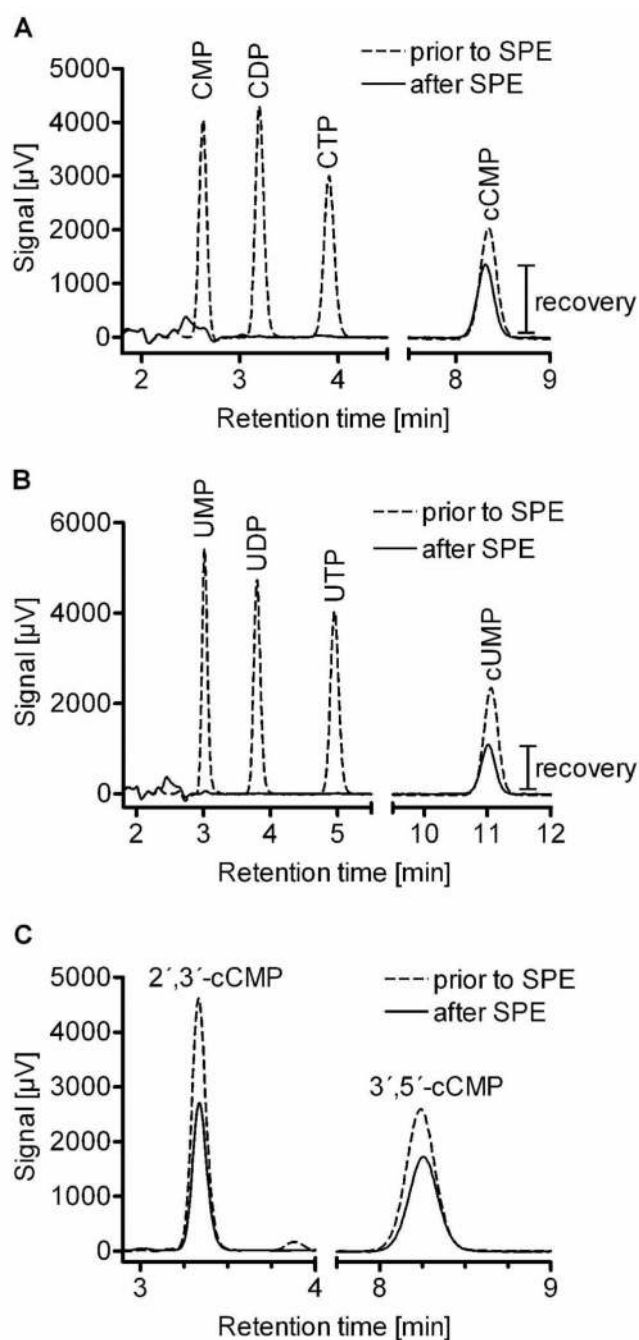 A
prior to SPE
after SPE
CMP
CDP
CTP
cCMP
recovery
Signal [µV]
5000
4000
3000
2000
1000
0
2 3 4 8 9
Retention time [min]
B
prior to SPE
after SPE
UMP
UDP
UTP
cUMP
recovery
Signal [µV]
6000
4000
2000
0
2 3 4 5 10 11 12
Retention time [min]
C
prior to SPE
after SPE
2´,3´-cCMP
3´,5´-cCMP
Signal [µV]
5000
4000
3000
2000
1000
0
3 4 8 9
Retention time [min]